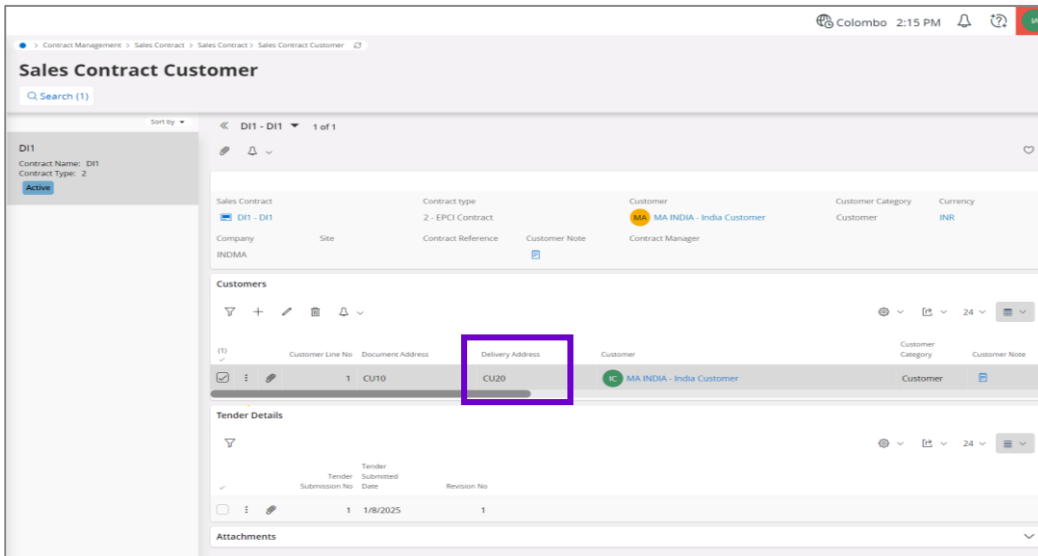 Colombo 2:15 PM
> Contract Management > Sales Contract > Sales Contract > Sales Contract Customer
Sales Contract Customer
Search (1)
Sort by
DI1 - DI1 1 of 1
DI1
Contract Name: DI1
Contract Type: 2
Active
Sales Contract Contract type Customer Customer Category Currency
DI1 - DI1 2 - EPCI Contract MA MA INDIA - India Customer Customer INR
Company Site Contract Reference Customer Note Contract Manager
INDMA
Customers
24
(1) Customer Line No Document Address Delivery Address Customer Customer Category Customer Note
1 CU10 CU20 IC MA INDIA - India Customer Customer
Tender Details
24
Tender Submission No Tender Submitted Date Revision No
1 1/8/2025 1
Attachments